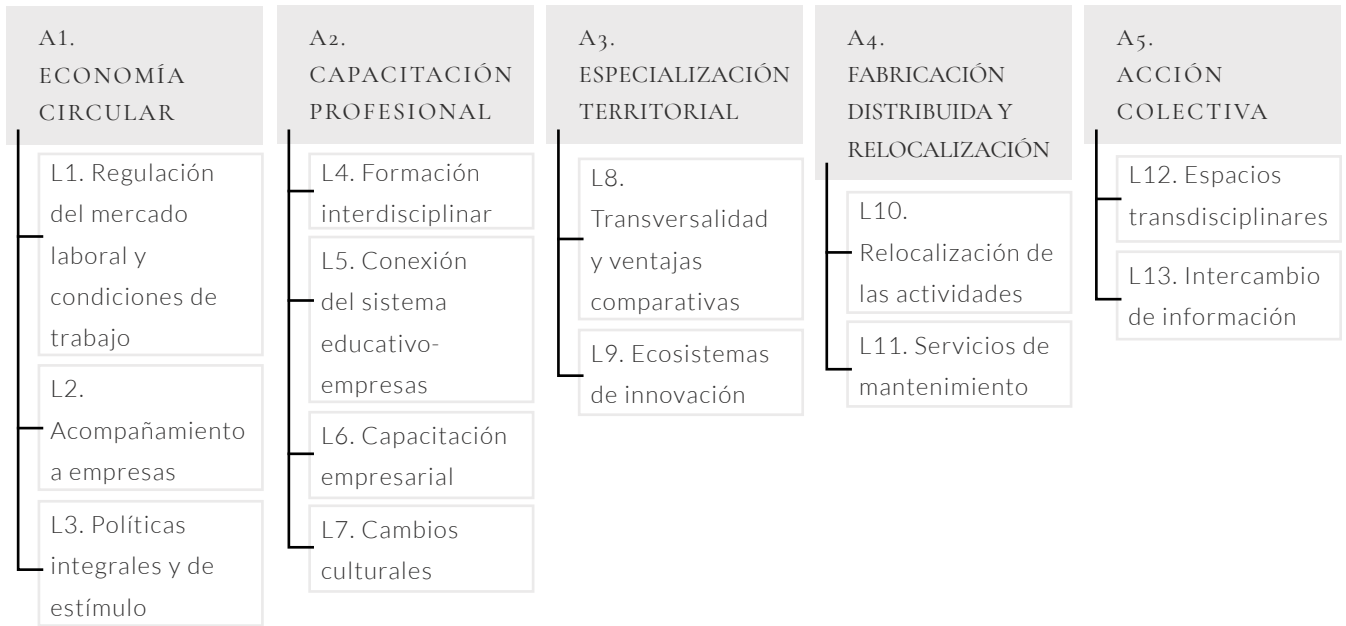 A1.
ECONOMÍA
CIRCULAR
L1. Regulación
del mercado
laboral y
condiciones de
trabajo
L2.
Acompañamiento
a empresas
L3. Políticas
integrales y de
estímulo
A2.
CAPACITACIÓN
PROFESIONAL
L4. Formación
interdisciplinar
L5. Conexión
del sistema
educativo-
empresas
L6. Capacitación
empresarial
L7. Cambios
culturales
A3.
ESPECIALIZACIÓN
TERRITORIAL
L8.
Transversalidad
y ventajas
comparativas
L9. Ecosistemas
de innovación
A4.
FABRICACIÓN
DISTRIBUIDA Y
RELOCALIZACIÓN
L10.
Relocalización de
las actividades
L11. Servicios de
mantenimiento
A5.
ACCIÓN
COLECTIVA
L12. Espacios
transdisciplinares
L13. Intercambio
de información